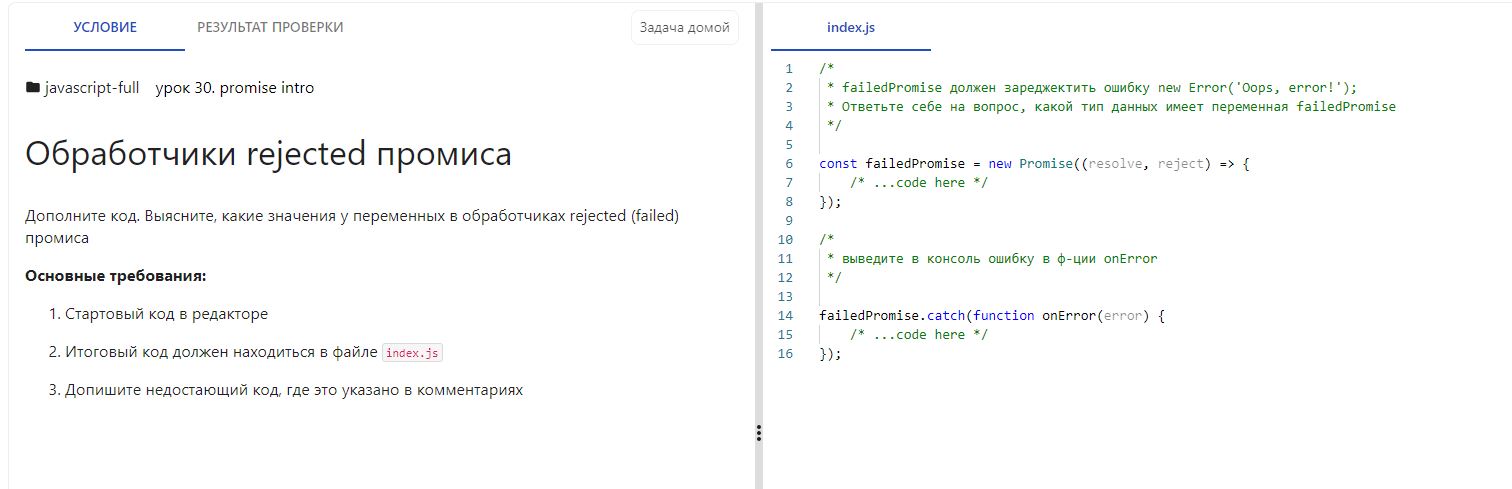 УСЛОВИЕ
РЕЗУЛЬТАТ ПРОВЕРКИ
Задача домой
javascript-full
урок 30. promise intro
Обработчики rejected промиса
Дополните код. Выясните, какие значения у переменных в обработчиках rejected (failed)
промиса
Основные требования:
1. Стартовый код в редакторе
2. Итоговый код должен находиться в файле index.js
3. Допишите недостающий код, где это указано в комментариях
index.js
1 /*
2 * failedPromise должен зареджектить ошибку new Error('Oops, error!');
3 * Ответьте себе на вопрос, какой тип данных имеет переменная failedPromise
4 */
5
6 const failedPromise = new Promise((resolve, reject) => {
7 /* ...code here */
8 });
9
10 /*
11 * выведите в консоль ошибку в ф-ции onError
12 */
13
14 failedPromise.catch(function onError(error) {
15 /* ...code here */
16 });